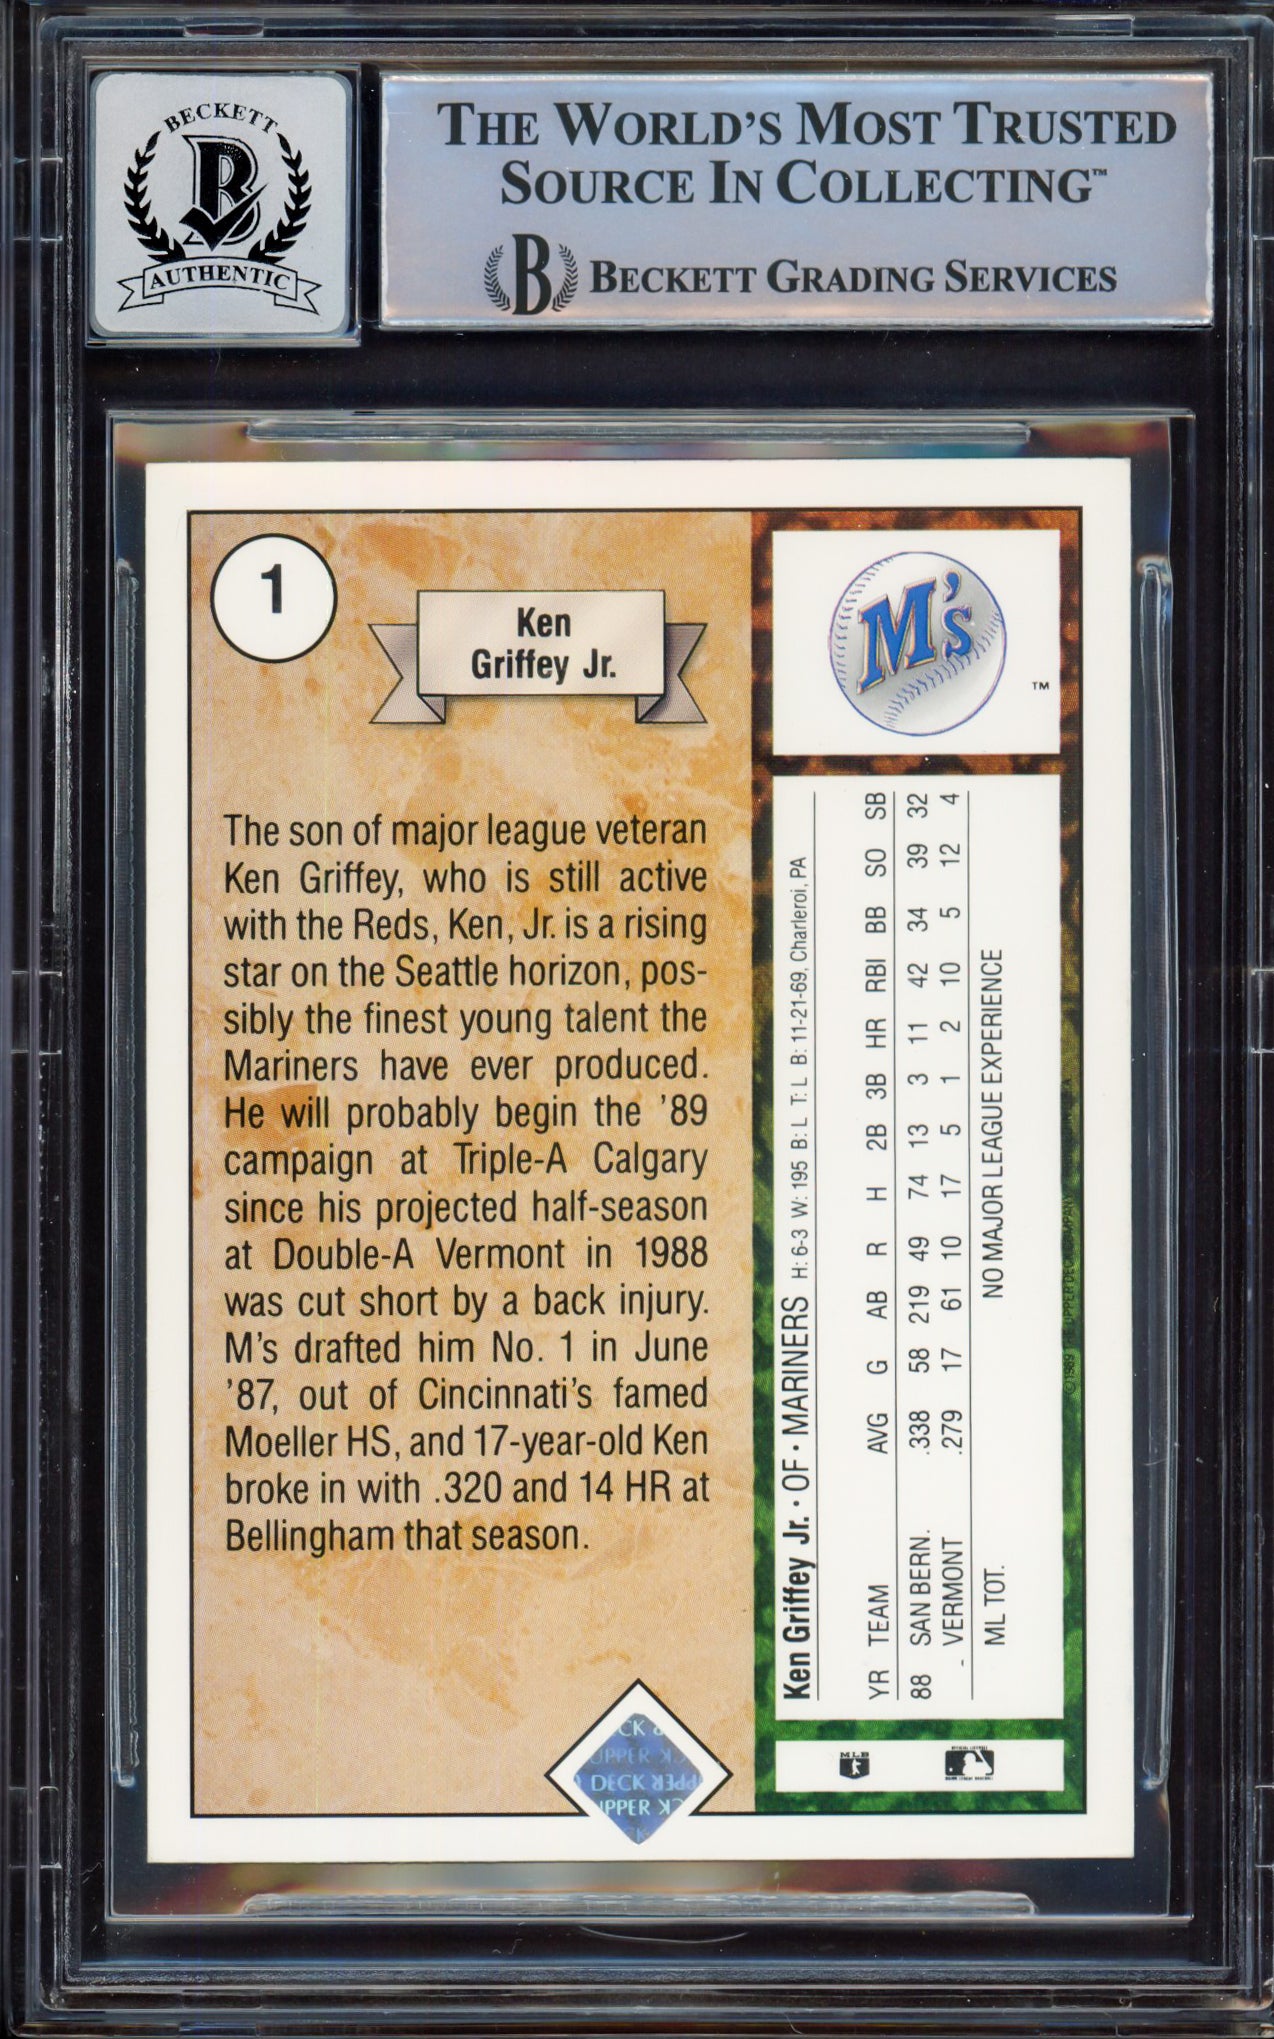 BECKETT
AUTHENTIC
THE WORLD'S MOST TRUSTED
SOURCE IN COLLECTING™
B BECKETT GRADING SERVICES
1
Ken
Griffey Jr.
M's
TM
The son of major league veteran
Ken Griffey, who is still active
with the Reds, Ken, Jr. is a rising
star on the Seattle horizon, pos-
sibly the finest young talent the
Mariners have ever produced.
He will probably begin the '89
campaign at Triple-A Calgary
since his projected half-season
at Double-A Vermont in 1988
was cut short by a back injury.
M's drafted him No. 1 in June
'87, out of Cincinnati's famed
Moeller HS, and 17-year-old Ken
broke in with .320 and 14 HR at
Bellingham that season.
Ken Griffey Jr. • OF • MARINERS H: 6-3 W: 195 B: L T: L B: 11-21-69, Charleroi, PA
YR TEAM AVG G AB R H 2B 3B HR RBI BB SO SB
88 SAN BERN. .338 58 219 49 74 13 3 11 42 34 39 32
- VERMONT .279 17 61 10 17 5 1 2 10 5 12 4
ML TOT. NO MAJOR LEAGUE EXPERIENCE
©1989 THE UPPER DECK COMPANY
MLB
UPPER
DECK
UPPER